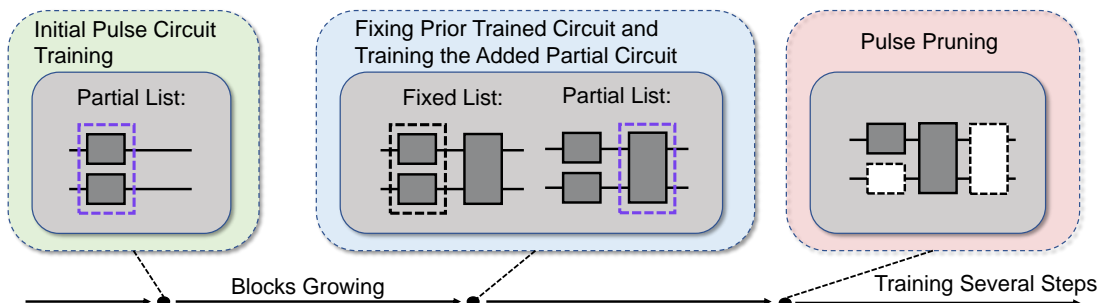 Initial Pulse Circuit
Training
Partial List:
Fixing Prior Trained Circuit and
Training the Added Partial Circuit
Fixed List:
Partial List:
Pulse Pruning
Blocks Growing
Training Several Steps